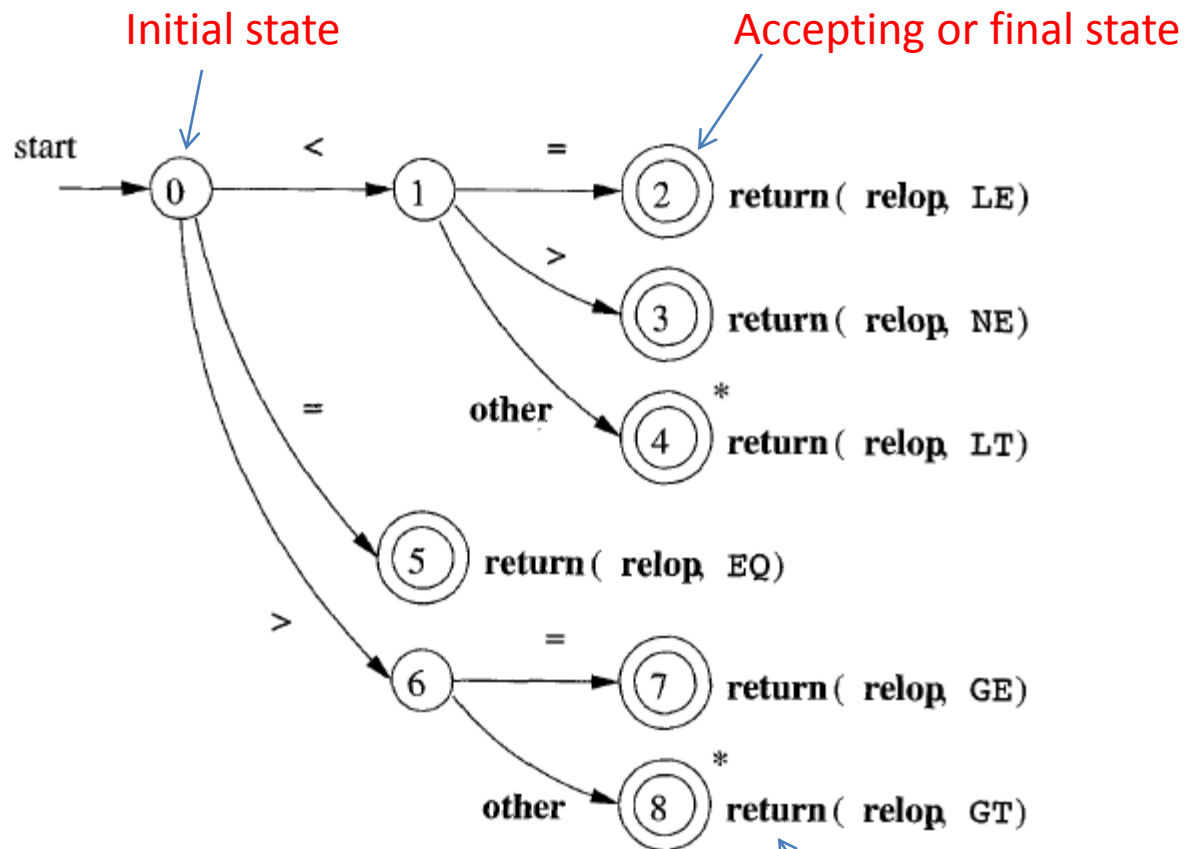 Initial state
Accepting or final state
start
<
=
0
1
2
return( relop, LE)
>
3
return( relop, NE)
other
*
4
return( relop, LT)
=
5
return( relop, EQ)
>
=
6
7
return( relop, GE)
other
*
8
return( relop, GT)